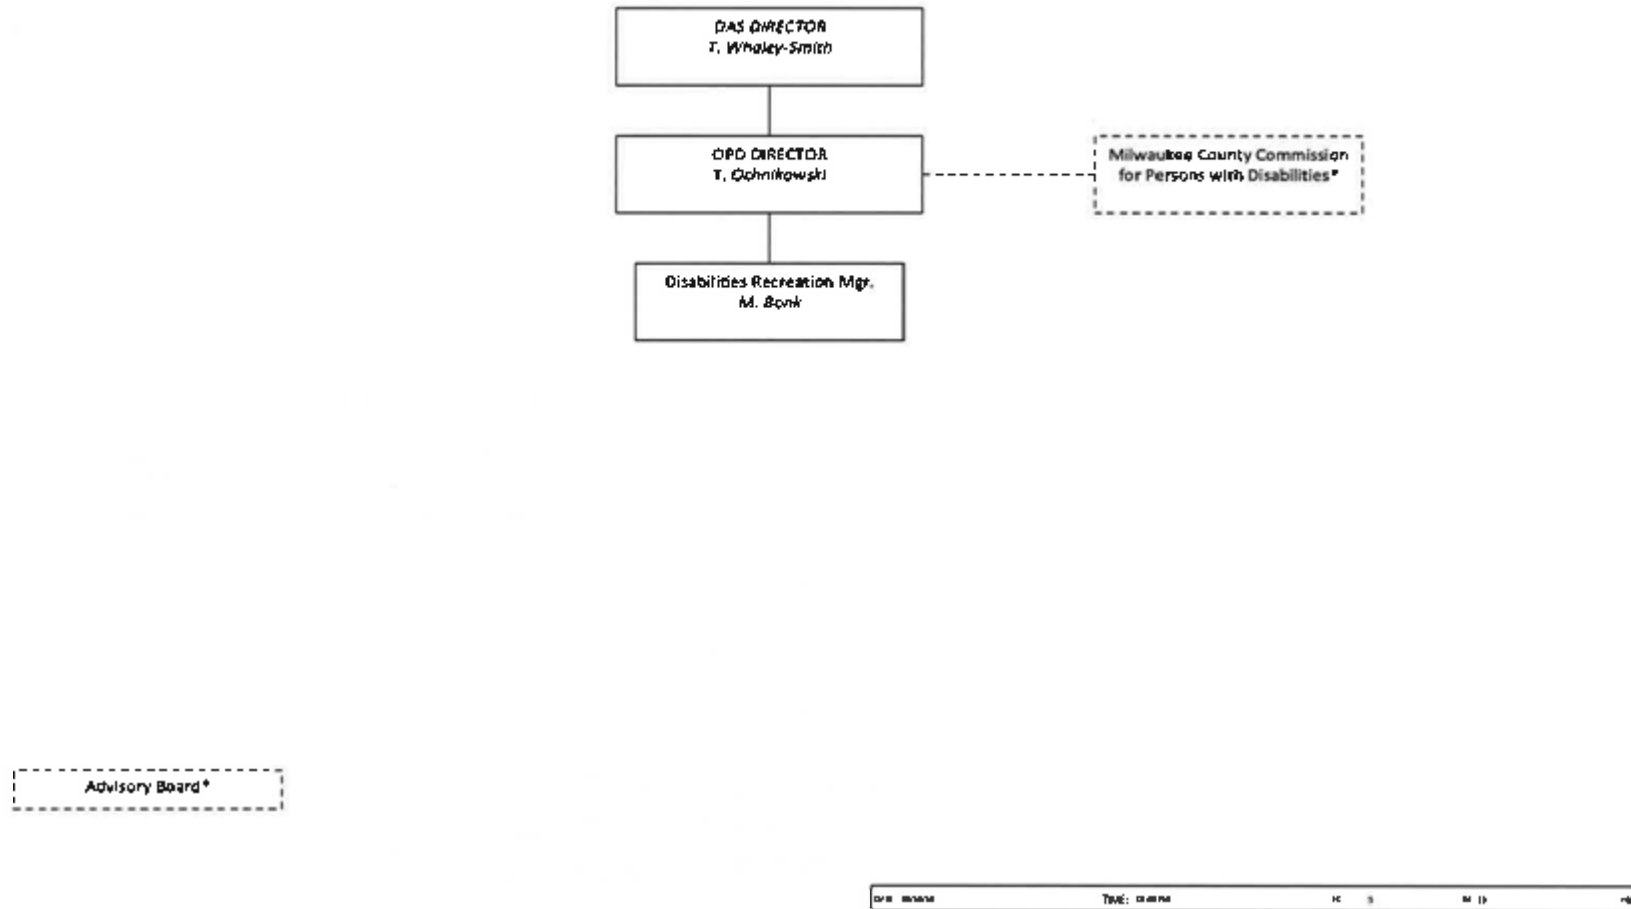 DAS DIRECTOR
T. Whaley-Smith
OPD DIRECTOR
T. Ochnikowski
Milwaukee County Commission
for Persons with Disabilities*
Disabilities Recreation Mgr.
M. Bonk
Advisory Board*
TIME: